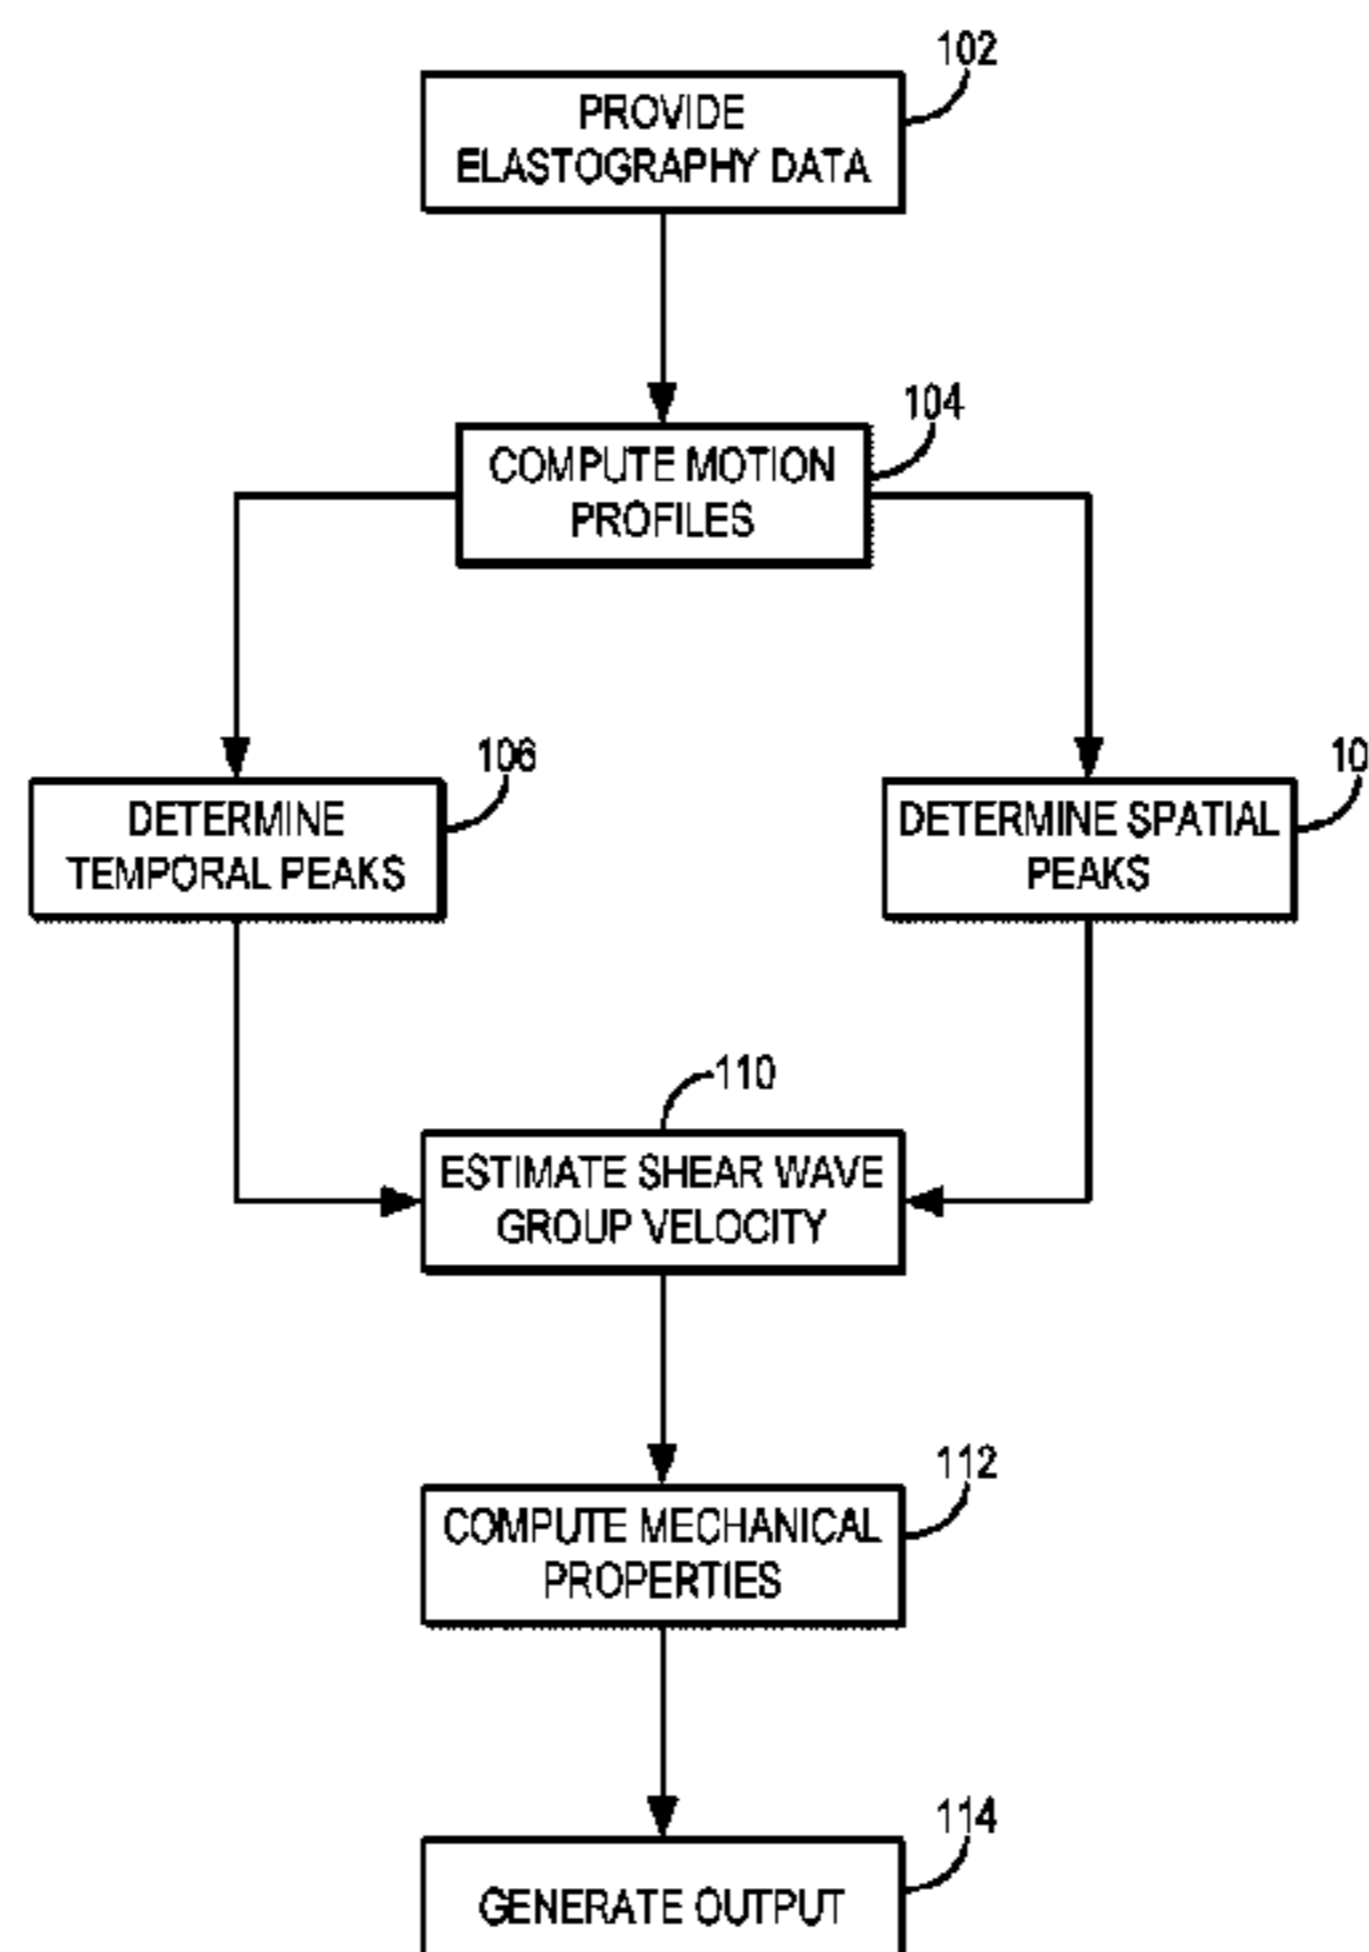 102
PROVIDE
ELASTOGRAPHY DATA
104
COMPUTE MOTION
PROFILES
106
DETERMINE
TEMPORAL PEAKS
10
DETERMINE SPATIAL
PEAKS
110
ESTIMATE SHEAR WAVE
GROUP VELOCITY
112
COMPUTE MECHANICAL
PROPERTIES
114
GENERATE OUTPUT